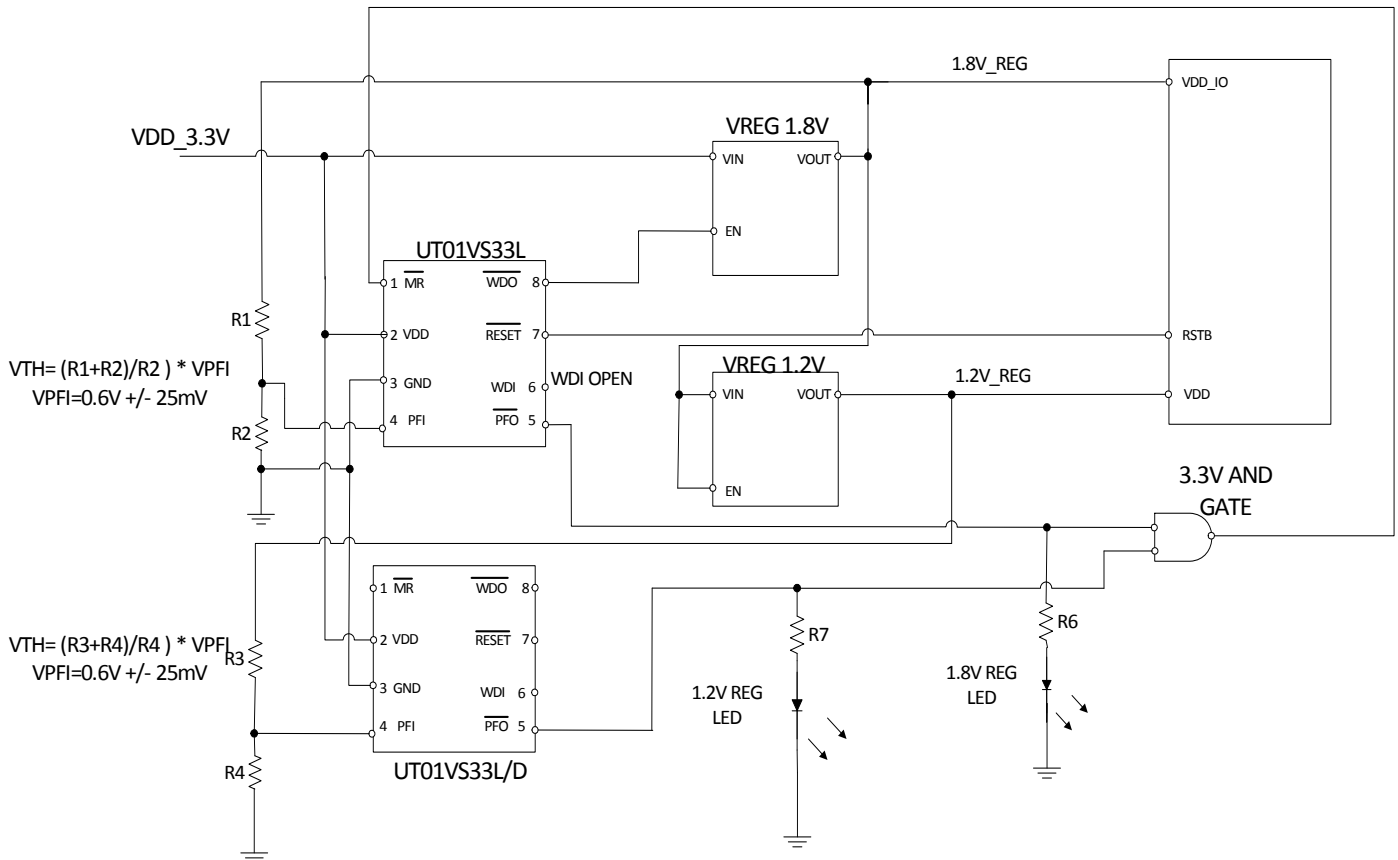 1.8V_REG
VDD_IO
VDD_3.3V
VREG 1.8V
VIN
VOUT
EN
UT01VS33L
1 MR
WDO 8
R1
2 VDD
RESET 7
RSTB
VTH= (R1+R2)/R2 ) * VPFI
VPFI=0.6V +/- 25mV
3 GND
WDI 6
WDI OPEN
4 PFI
PFO 5
R2
VREG 1.2V
VIN
VOUT
EN
1.2V_REG
VDD
3.3V AND
GATE
1 MR
WDO 8
2 VDD
RESET 7
VTH= (R3+R4)/R4 ) * VPFI
VPFI=0.6V +/- 25mV
R3
3 GND
WDI 6
4 PFI
PFO 5
R4
UT01VS33L/D
R7
1.2V REG
LED
R6
1.8V REG
LED